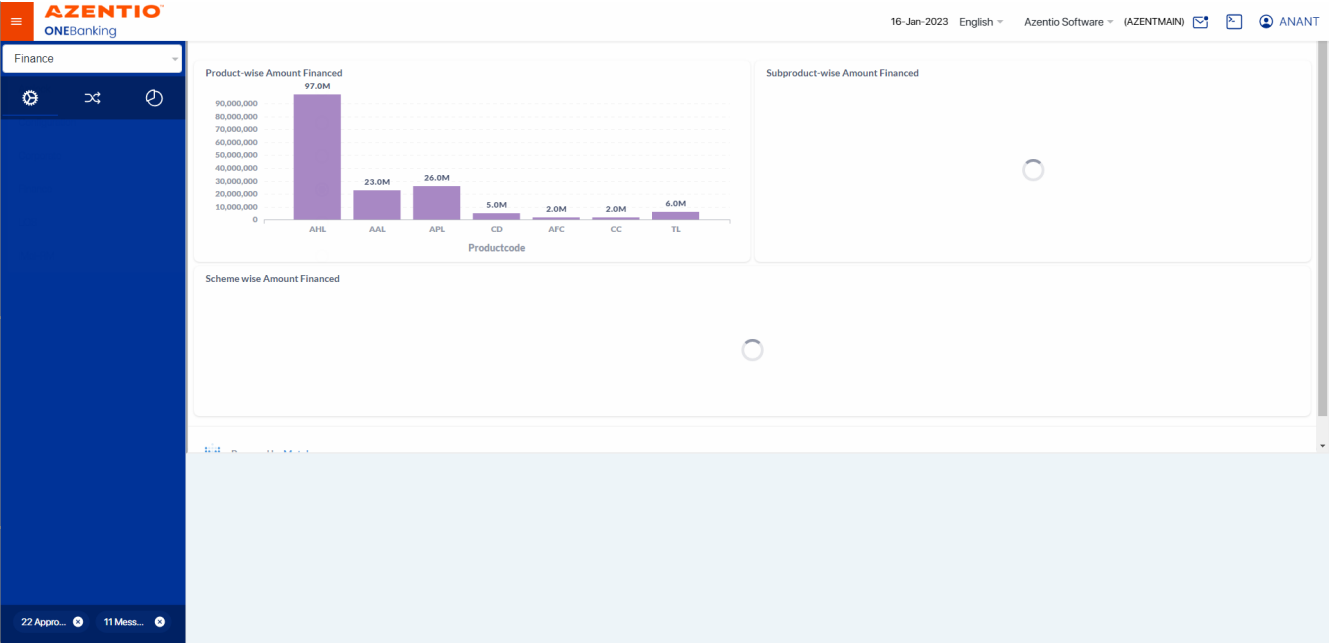 AZENTIO
ONEBanking
16-Jan-2023 English Azentio Software (AZENTMAIN) ANANT
Finance
Product-wise Amount Financed
97.0M
90,000,000
80,000,000
70,000,000
60,000,000
50,000,000
40,000,000
30,000,000
20,000,000
10,000,000
0
23.0M
26.0M
5.0M
2.0M
2.0M
6.0M
AHL AAL APL CD AFC CC TL
Productcode
Subproduct-wise Amount Financed
Scheme wise Amount Financed
22 Appro... 11 Mess...